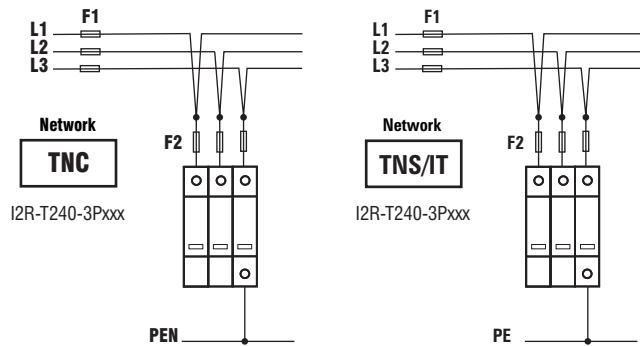 F1
L1
L2
L3
Network
TNC
F2
I2R-T240-3Pxxx
PEN
F1
L1
L2
L3
Network
TNS/IT
F2
I2R-T240-3Pxxx
PE